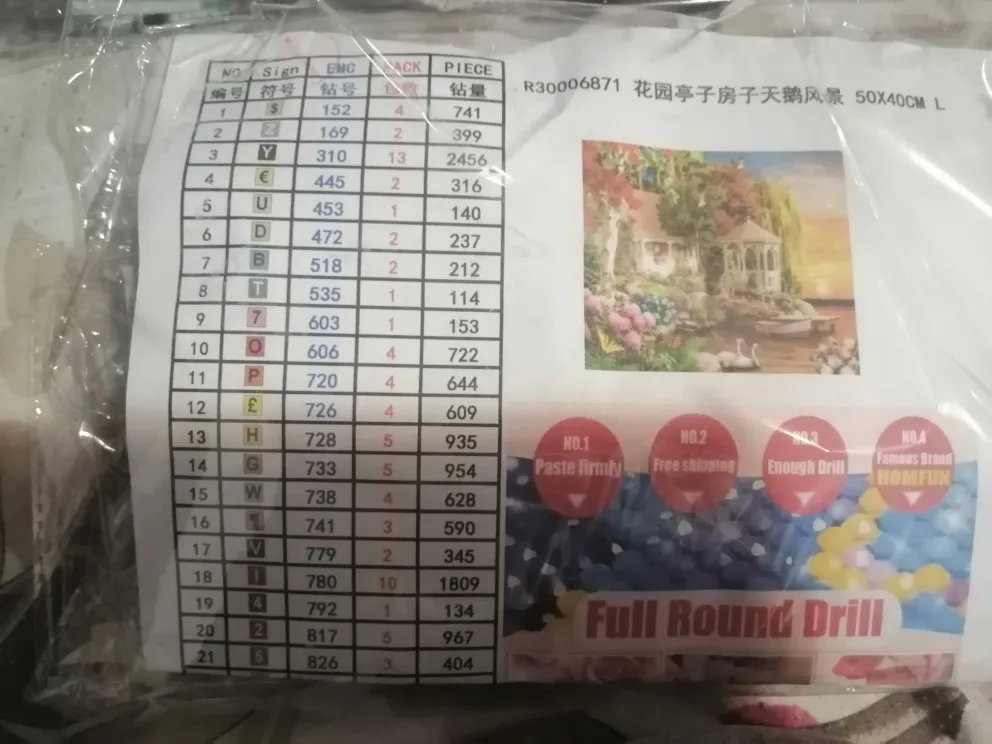 NO Sign EMC PACK PIECE
编号 符号 钻号 包数 钻量
1 $ 152 4 741
2 Z 169 2 399
3 Y 310 13 2456
4 € 445 2 316
5 U 453 1 140
6 D 472 2 237
7 B 518 2 212
8 T 535 1 114
9 7 603 1 153
10 O 606 4 722
11 P 720 4 644
12 £ 726 4 609
13 H 728 5 935
14 G 733 5 954
15 W 738 4 628
16 ¶ 741 3 590
17 V 779 2 345
18 I 780 10 1809
19 4 792 1 134
20 2 817 5 967
21 5 826 3 404
R30006871 花园亭子房子天鹅风景 50X40CM L
NO.1
Paste firmly
NO.2
Free shipping
NO.3
Enough Drill
NO.4
Famous Brand
HOMFUN
Full Round Drill